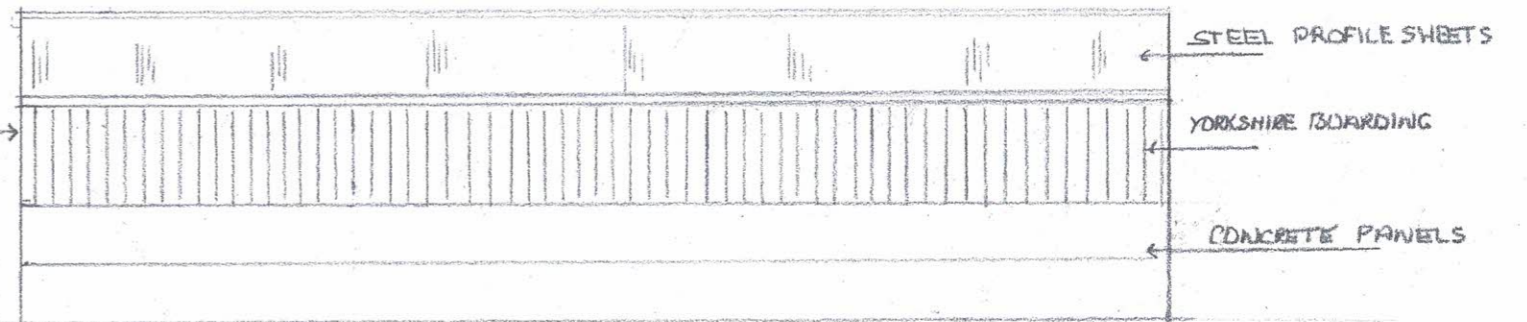 STEEL PROFILE SHEETS
YORKSHIRE BOARDING
CONCRETE PANELS